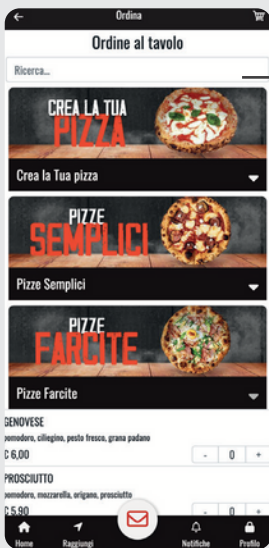 Ordina
Ordine al tavolo
Ricerca...
CREA LA TUA
PIZZA
Crea la Tua pizza
PIZZE
SEMPLICI
Pizze Semplici
PIZZE
FARCITE
Pizze Farcite
GENOVESE
pomodoro, ciliegino, pesto fresco, grana padano
€ 6,00
- 0 +
PROSCIUTTO
pomodoro, mozzarella, origano, prosciutto
€ 5,90
- 0 +
Home
Raggiungi
Notifiche
Profilo